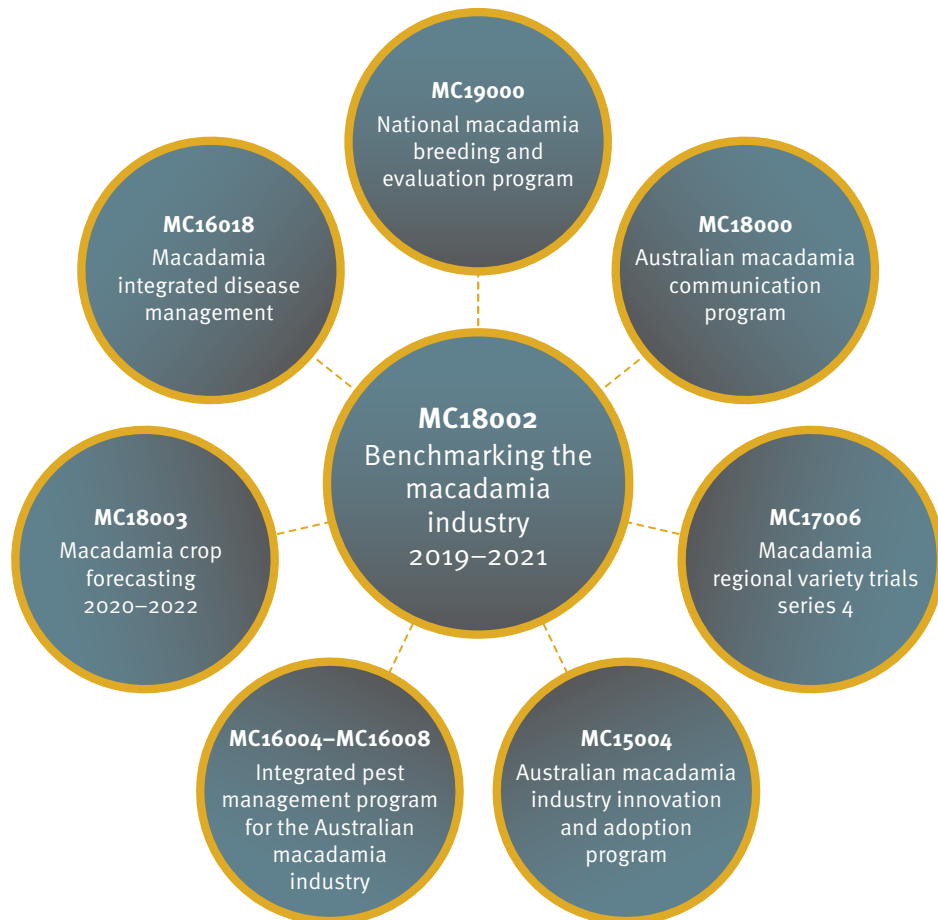 MC19000
National macadamia
breeding and
evaluation program
MC16018
Macadamia
integrated disease
management
MC18000
Australian macadamia
communication
program
MC18002
Benchmarking the
macadamia
industry
2019–2021
MC18003
Macadamia crop
forecasting
2020–2022
MC17006
Macadamia
regional variety trials
series 4
MC16004–MC16008
Integrated pest
management program
for the Australian
macadamia
industry
MC15004
Australian macadamia
industry innovation
and adoption
program